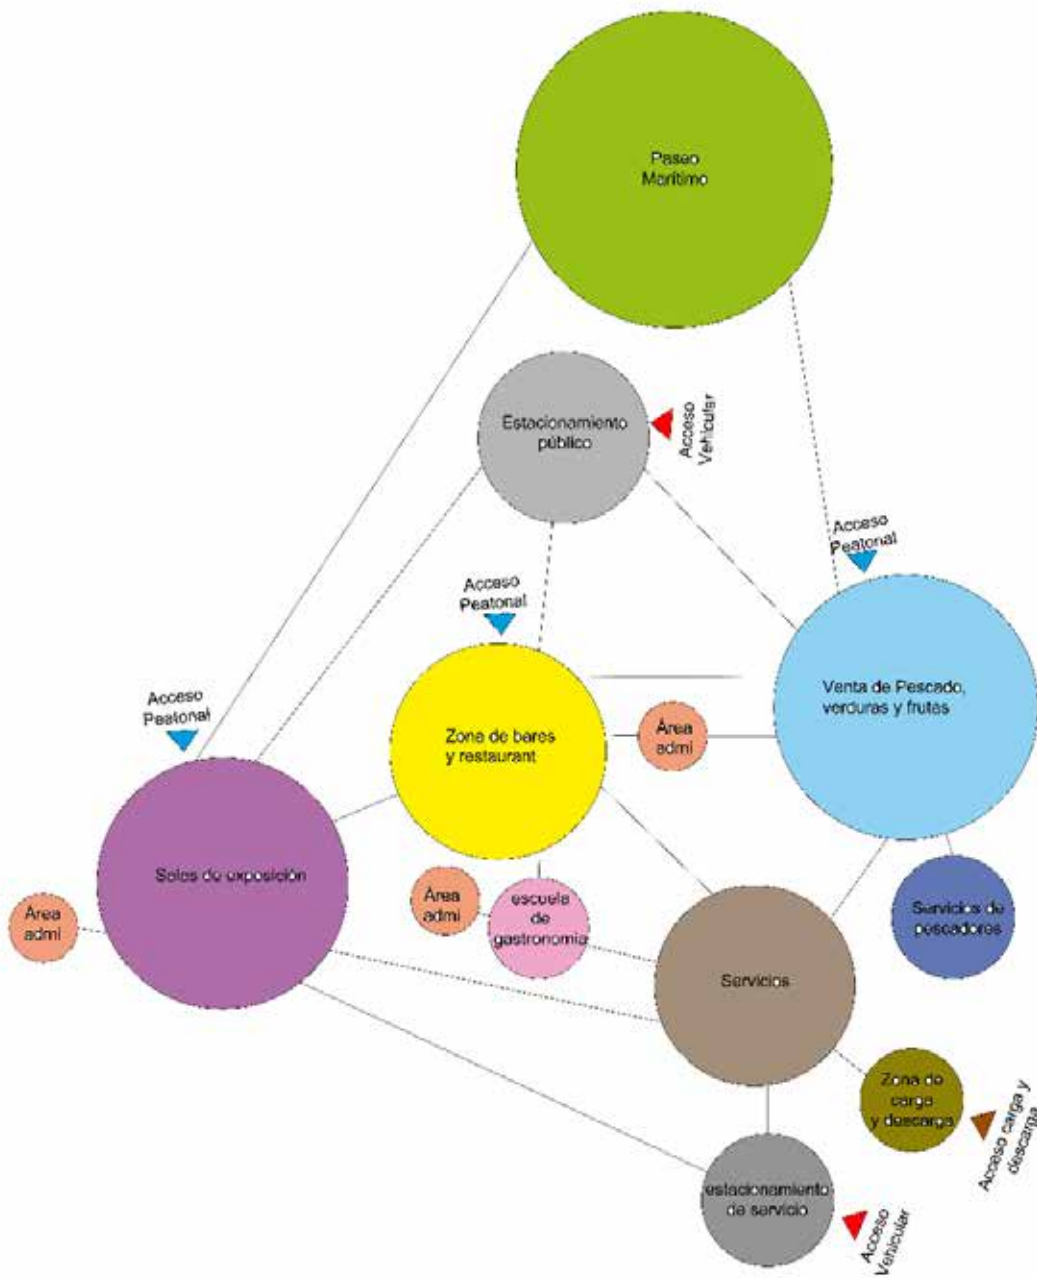 Paseo
Marítimo
Estacionamiento
público
Acceso
Vehicular
Acceso
Peatonal
Acceso
Peatonal
Acceso
Peatonal
Venta de Pescado,
verduras y frutas
Zona de bares
y restaurant
Área
admi
Salas de exposición
Área
admi
Área
admi
escuela
de
gastronomía
Servicios de
pescadores
Servicios
Zona de
carga
y descarga
Acceso carga y
descarga
estacionamiento
de servicio
Acceso
Vehicular